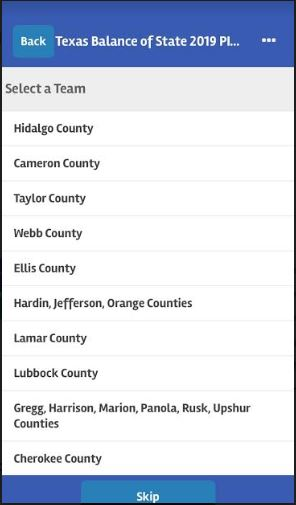 Back
Texas Balance of State 2019 PI...
Select a Team
Hidalgo County
Cameron County
Taylor County
Webb County
Ellis County
Hardin, Jefferson, Orange Counties
Lamar County
Lubbock County
Gregg, Harrison, Marion, Panola, Rusk, Upshur
Counties
Cherokee County
Skip